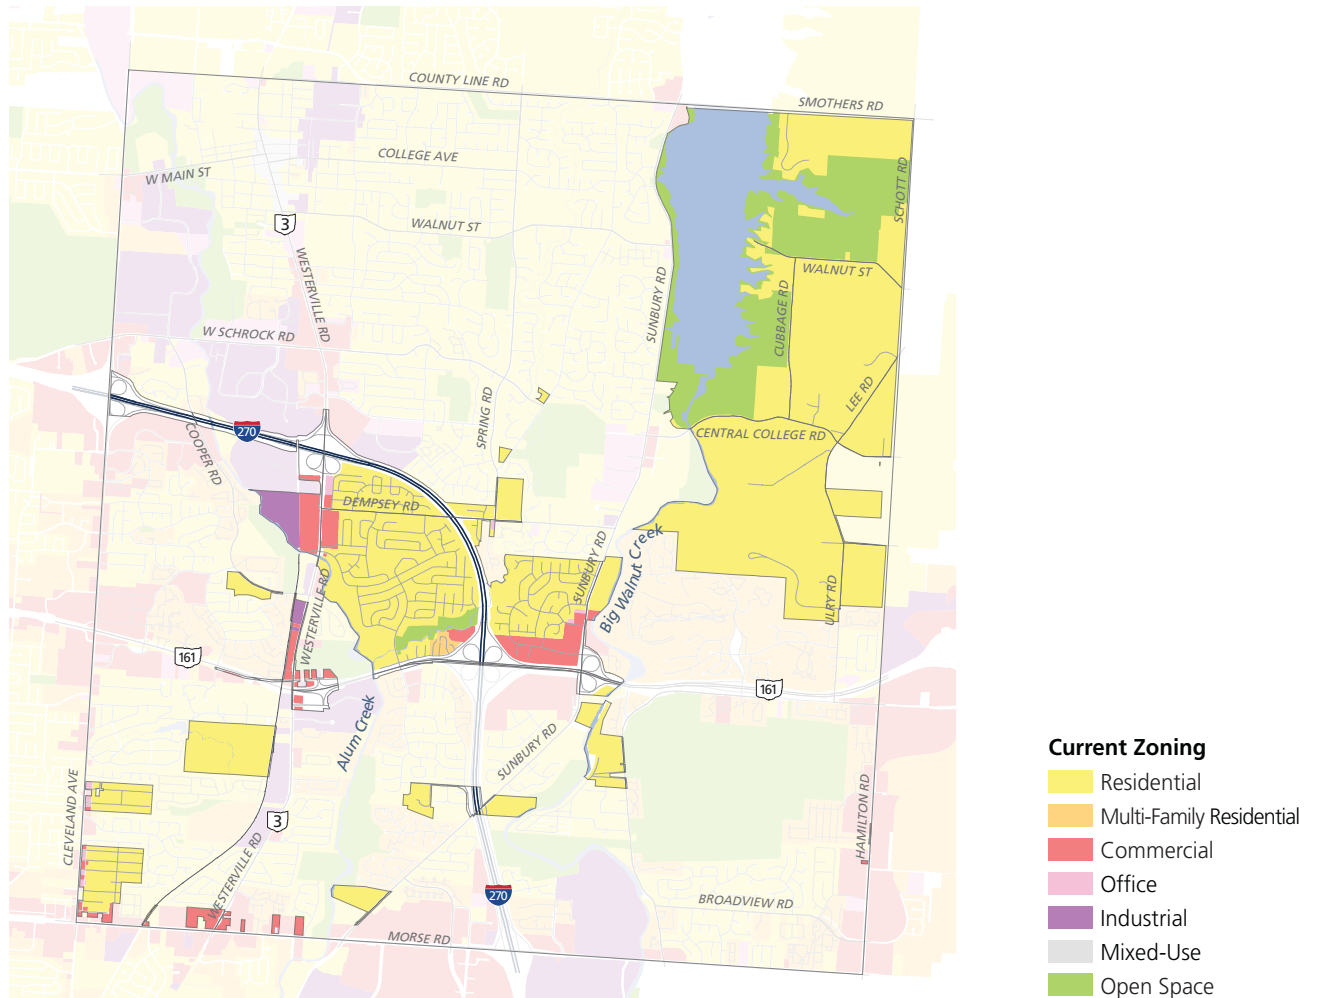 COUNTY LINE RD
SMOTHERS RD
COLLEGE AVE
W MAIN ST
SCHOTT RD
3
WALNUT ST
WALNUT ST
WESTERVILLE RD
SUNBURY RD
CUBBAGE RD
W SCHROCK RD
LEE RD
SPRING RD
270
COOPER RD
CENTRAL COLLEGE RD
DEMPSEY RD
SUNBURY RD
Big Walnut Creek
WESTERVILLE RD
ULRY RD
161
161
Alum Creek
SUNBURY RD
CLEVELAND AVE
3
HAMILTON RD
WESTERVILLE RD
270
BROADVIEW RD
MORSE RD
Current Zoning
Residential
Multi-Family Residential
Commercial
Office
Industrial
Mixed-Use
Open Space